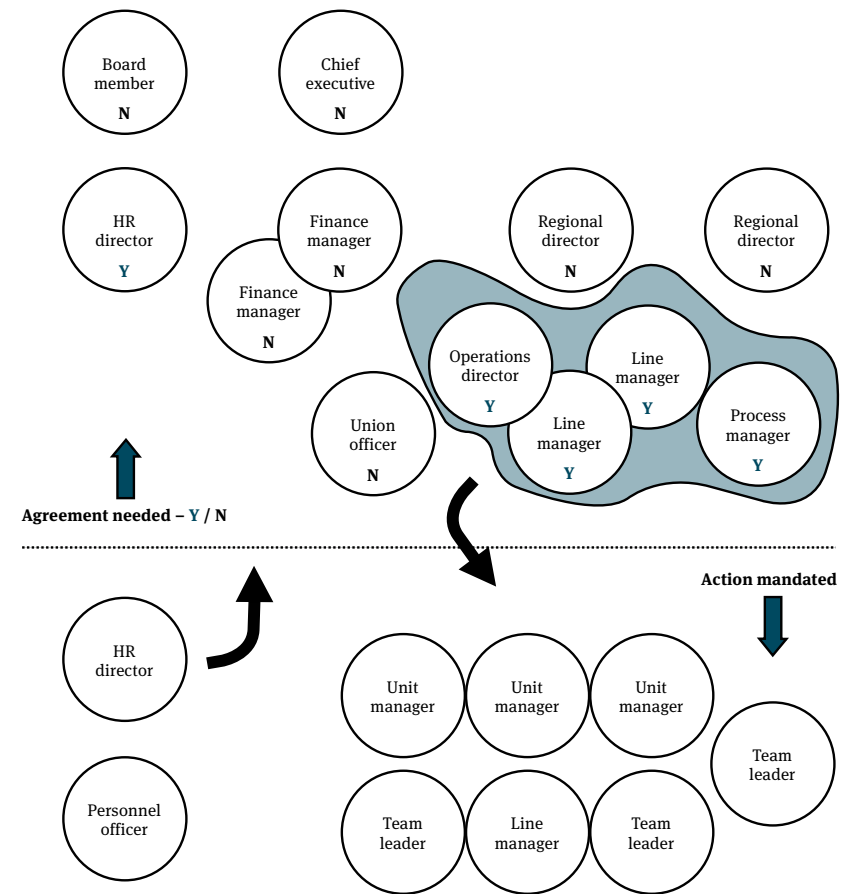 Board
member
N
Chief
executive
N
HR
director
Y
Finance
manager
N
Finance
manager
N
Regional
director
N
Regional
director
N
Operations
director
Y
Line
manager
Y
Line
manager
Y
Process
manager
Y
Union
officer
N
Agreement needed – Y / N
Action mandated
HR
director
Unit
manager
Unit
manager
Unit
manager
Team
leader
Personnel
officer
Team
leader
Line
manager
Team
leader